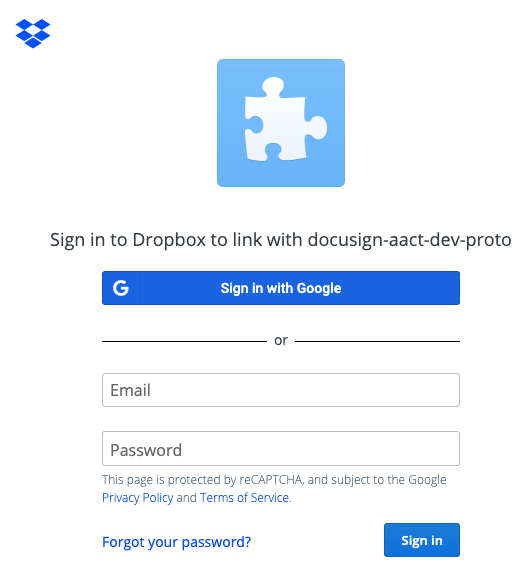 Sign in to Dropbox to link with docusign-aact-dev-proto
G Sign in with Google
or
Email
Password
This page is protected by reCAPTCHA, and subject to the Google
Privacy Policy and Terms of Service.
Forgot your password?
Sign in